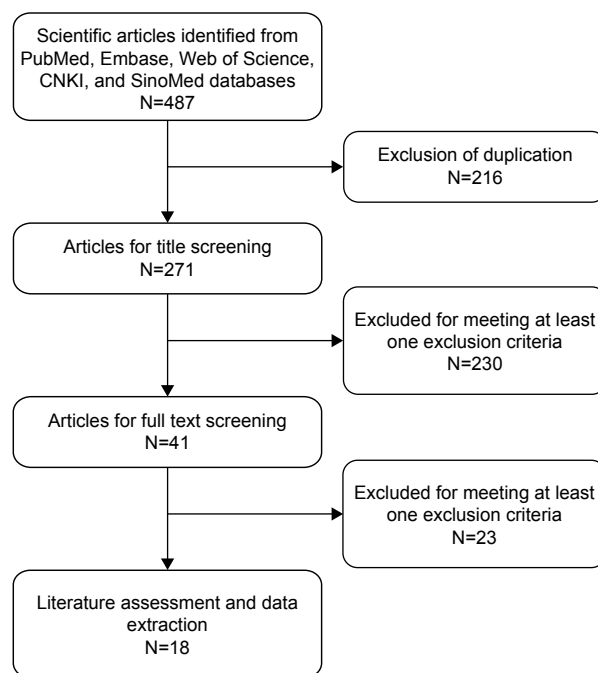 Scientific articles identified from
PubMed, Embase, Web of Science,
CNKI, and SinoMed databases
N=487
Exclusion of duplication
N=216
Articles for title screening
N=271
Excluded for meeting at least
one exclusion criteria
N=230
Articles for full text screening
N=41
Excluded for meeting at least
one exclusion criteria
N=23
Literature assessment and data
extraction
N=18